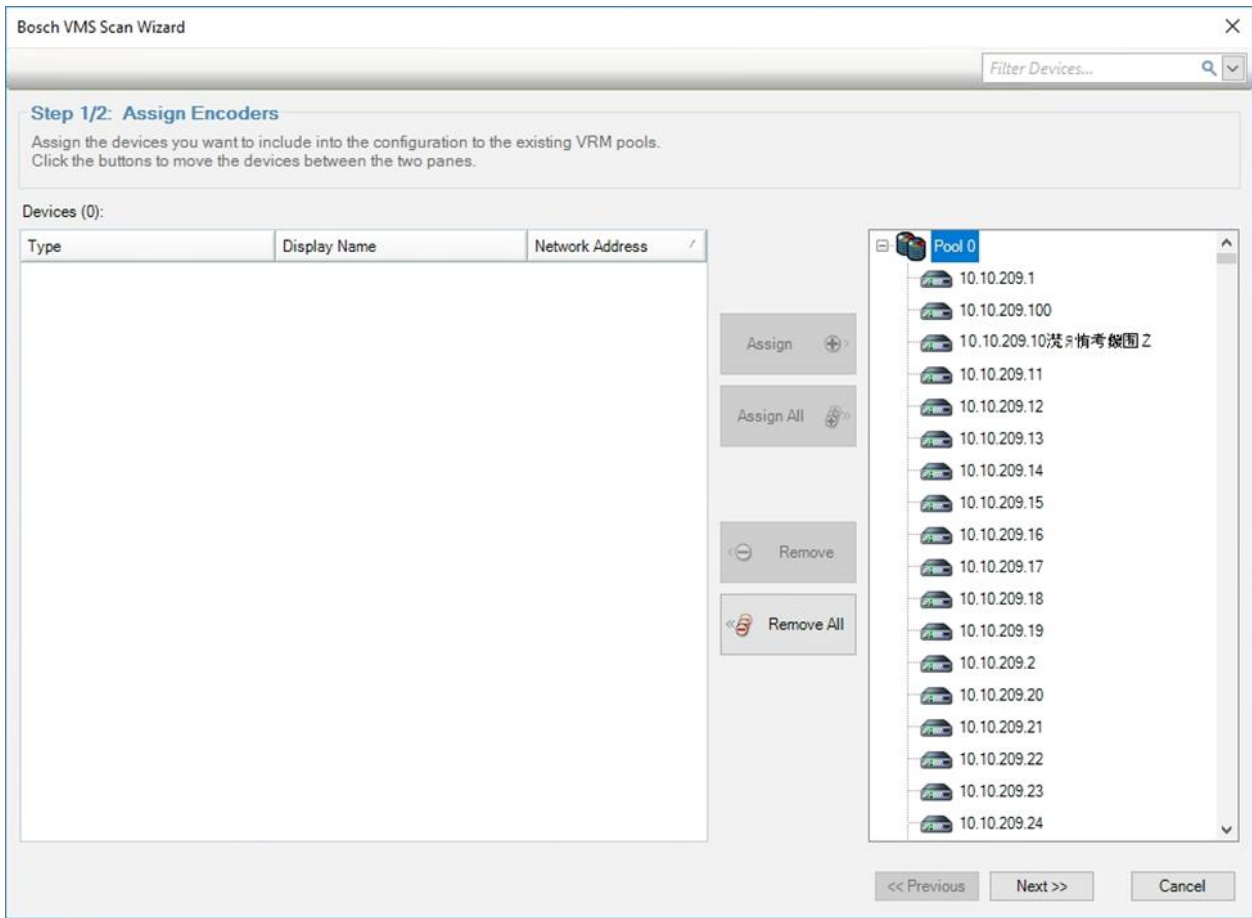 Bosch VMS Scan Wizard
Filter Devices...
Step 1/2: Assign Encoders
Assign the devices you want to include into the configuration to the existing VRM pools.
Click the buttons to move the devices between the two panes.
Devices (0):
Type Display Name Network Address
Assign
Assign All
Remove
Remove All
Pool 0
10.10.209.1
10.10.209.100
10.10.209.10
10.10.209.11
10.10.209.12
10.10.209.13
10.10.209.14
10.10.209.15
10.10.209.16
10.10.209.17
10.10.209.18
10.10.209.19
10.10.209.2
10.10.209.20
10.10.209.21
10.10.209.22
10.10.209.23
10.10.209.24
<< Previous Next >> Cancel